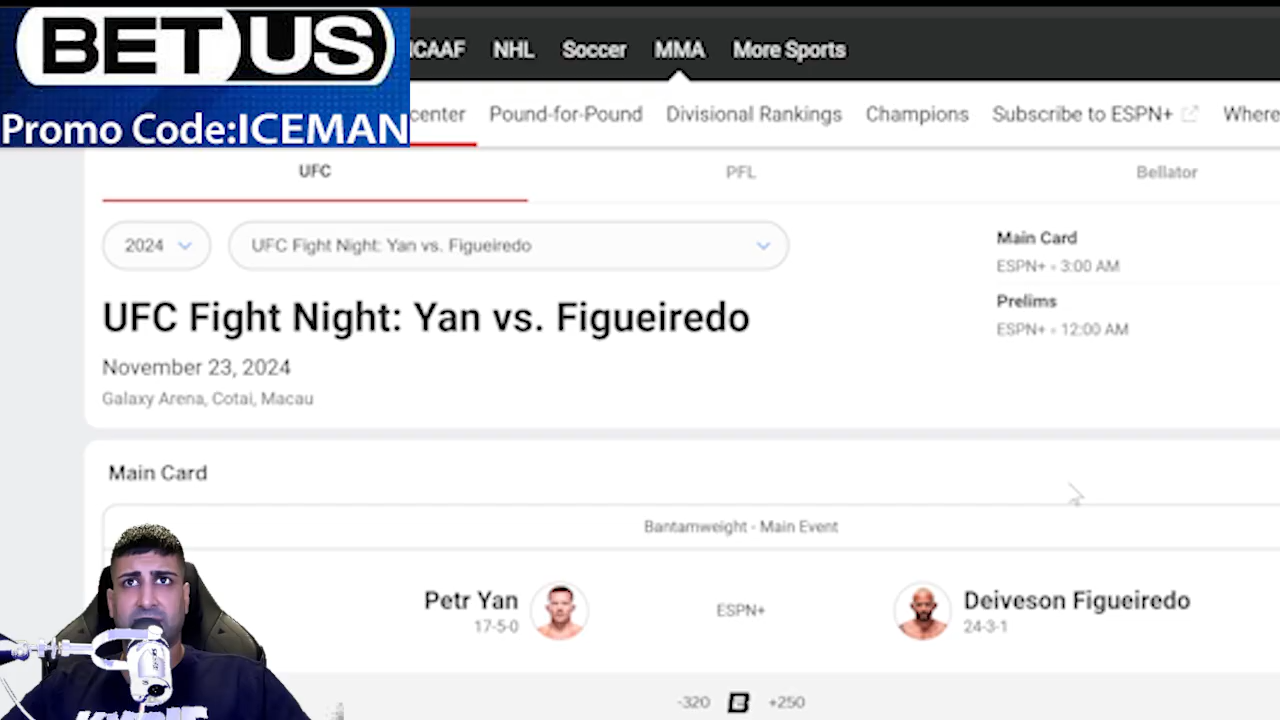 BETUS
Promo Code:ICEMAN
NCAAF NHL Soccer MMA More Sports
center Pound-for-Pound Divisional Rankings Champions Subscribe to ESPN+ Where
UFC PFL Bellator
2024 UFC Fight Night: Yan vs. Figueiredo
Main Card
ESPN+ • 3:00 AM
Prelims
ESPN+ • 12:00 AM
UFC Fight Night: Yan vs. Figueiredo
November 23, 2024
Galaxy Arena, Cotai, Macau
Main Card
Bantamweight - Main Event
Petr Yan
17-5-0
ESPN+
Deiveson Figueiredo
24-3-1
-320 B +250